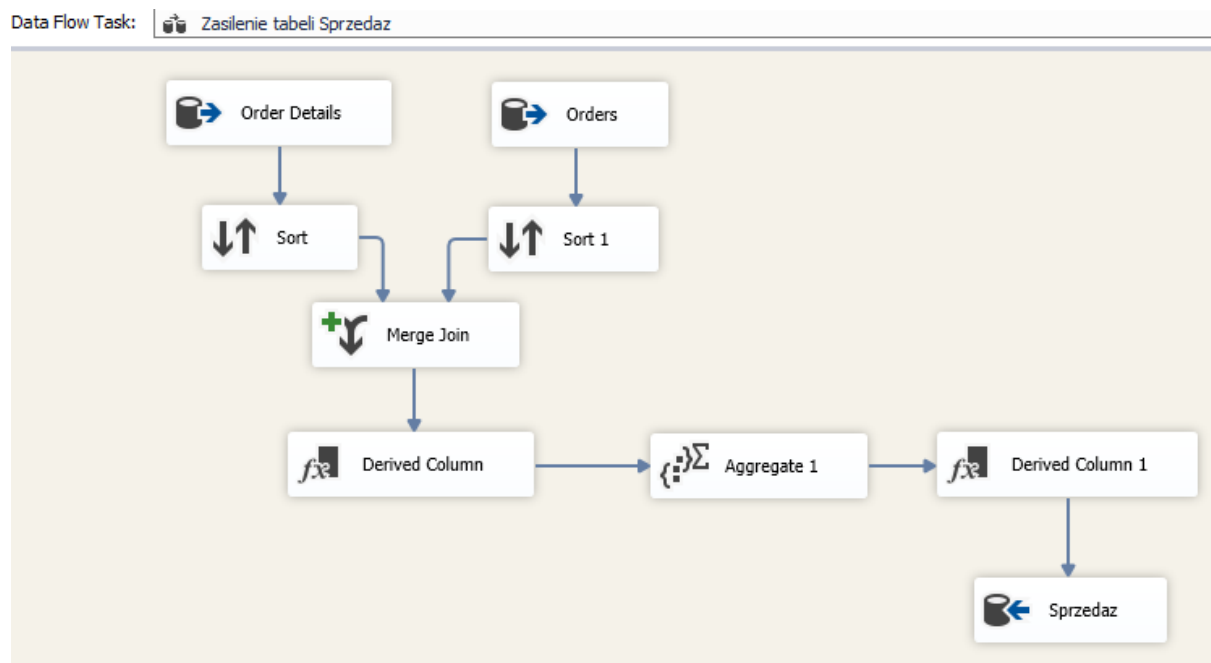 Data Flow Task: Zasilenie tabeli Sprzedaz
Order Details
Orders
Sort
Sort 1
Merge Join
Derived Column
Aggregate 1
Derived Column 1
Sprzedaz